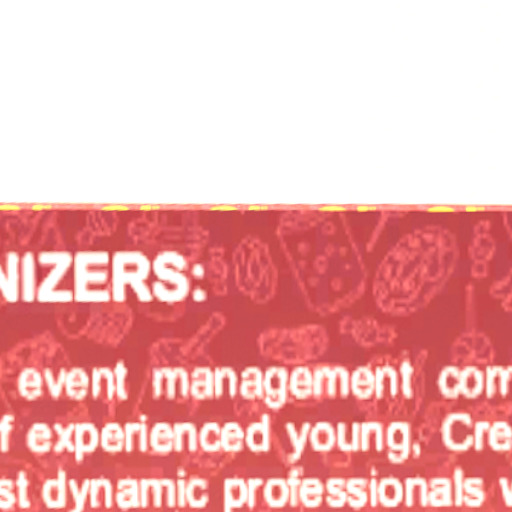 NIZERS:
event management com
f experienced young, Cre
st dynamic professionals w